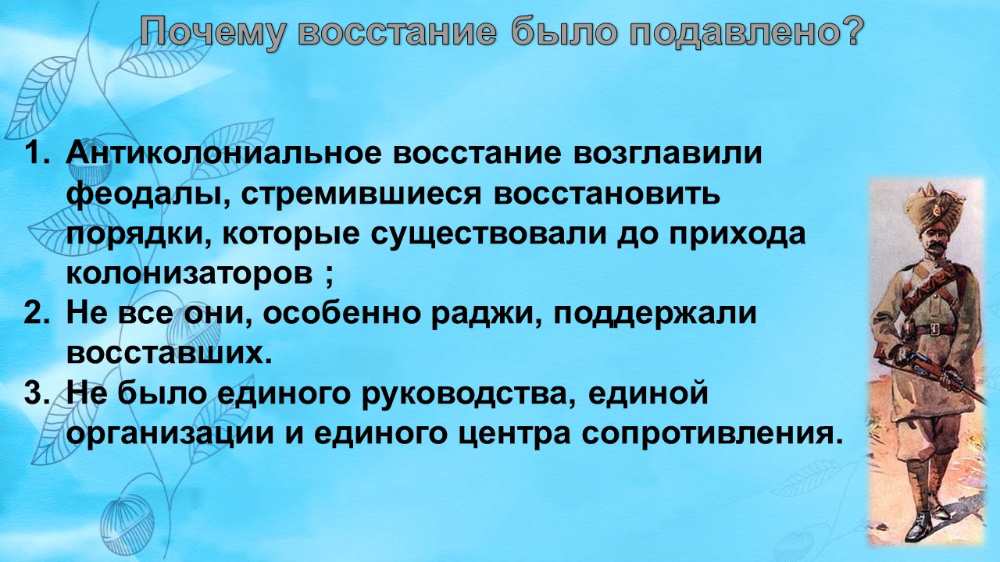 Почему восстание было подавлено?
1. Антиколониальное восстание возглавили
феодалы, стремившиеся восстановить
порядки, которые существовали до прихода
колонизаторов ;
2. Не все они, особенно раджи, поддержали
восставших.
3. Не было единого руководства, единой
организации и единого центра сопротивления.